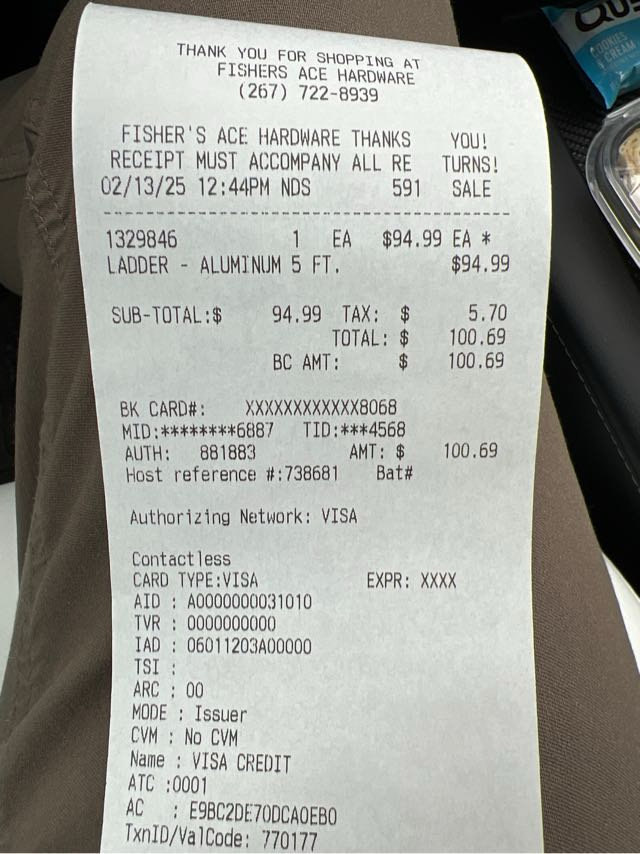 THANK YOU FOR SHOPPING AT
FISHERS ACE HARDWARE
(267) 722-8939
FISHER'S ACE HARDWARE THANKS YOU!
RECEIPT MUST ACCOMPANY ALL RE TURNS!
02/13/25 12:44PM NDS 591 SALE
1329846 1 EA $94.99 EA *
LADDER - ALUMINUM 5 FT. $94.99
SUB-TOTAL:$ 94.99 TAX: $ 5.70
TOTAL: $ 100.69
BC AMT: $ 100.69
BK CARD#: XXXXXXXXXXXX8068
MID:********6887 TID:***4568
AUTH: 881883 AMT: $ 100.69
Host reference #:738681 Bat#
Authorizing Network: VISA
Contactless
CARD TYPE:VISA EXPR: XXXX
AID : A0000000031010
TVR : 0000000000
IAD : 06011203A00000
TSI :
ARC : 00
MODE : Issuer
CVM : No CVM
Name : VISA CREDIT
ATC :0001
AC : E9BC2DE70DCA0EB0
TxnID/ValCode: 770177
COOKIES
CREAM